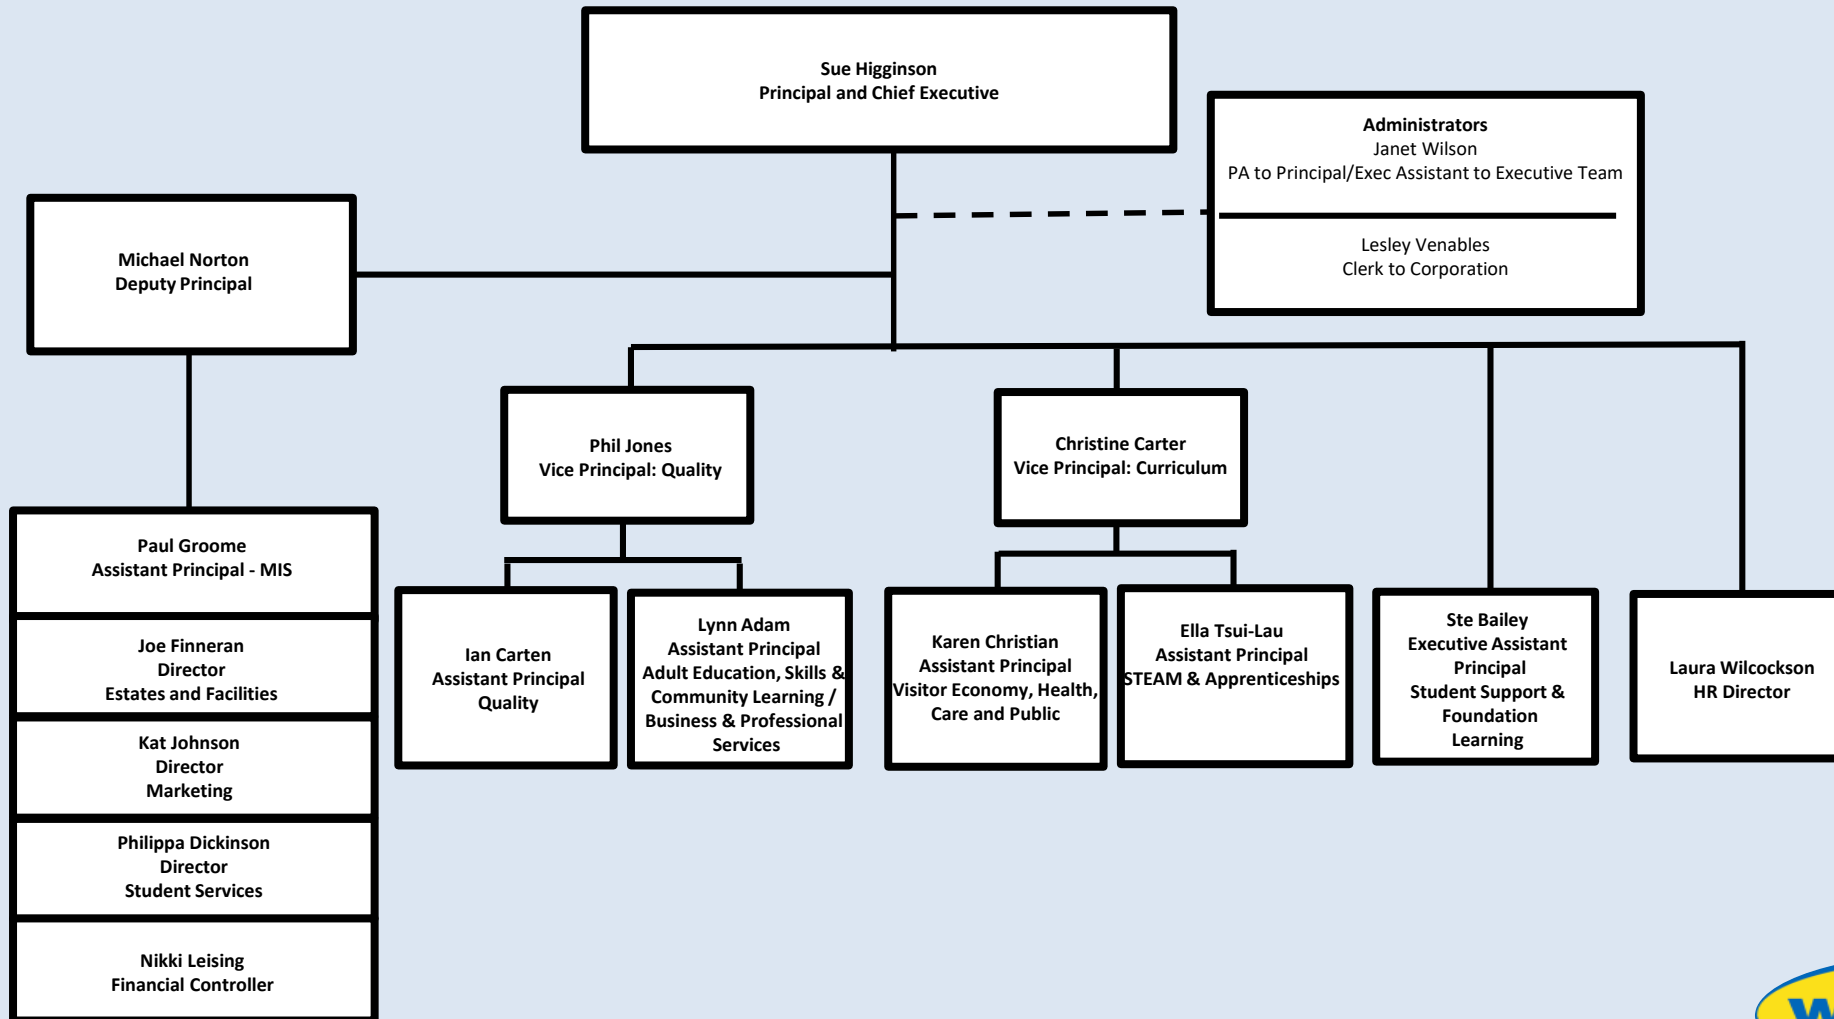 Sue Higginson
Principal and Chief Executive
Administrators
Janet Wilson
PA to Principal/Exec Assistant to Executive Team
Lesley Venables
Clerk to Corporation
Michael Norton
Deputy Principal
Phil Jones
Vice Principal: Quality
Christine Carter
Vice Principal: Curriculum
Paul Groome
Assistant Principal - MIS
Joe Finneran
Director
Estates and Facilities
Kat Johnson
Director
Marketing
Philippa Dickinson
Director
Student Services
Nikki Leising
Financial Controller
Ian Carten
Assistant Principal
Quality
Lynn Adam
Assistant Principal
Adult Education, Skills &
Community Learning /
Business & Professional
Services
Karen Christian
Assistant Principal
Visitor Economy, Health,
Care and Public
Ella Tsui-Lau
Assistant Principal
STEAM & Apprenticeships
Ste Bailey
Executive Assistant
Principal
Student Support &
Foundation
Learning
Laura Wilcockson
HR Director